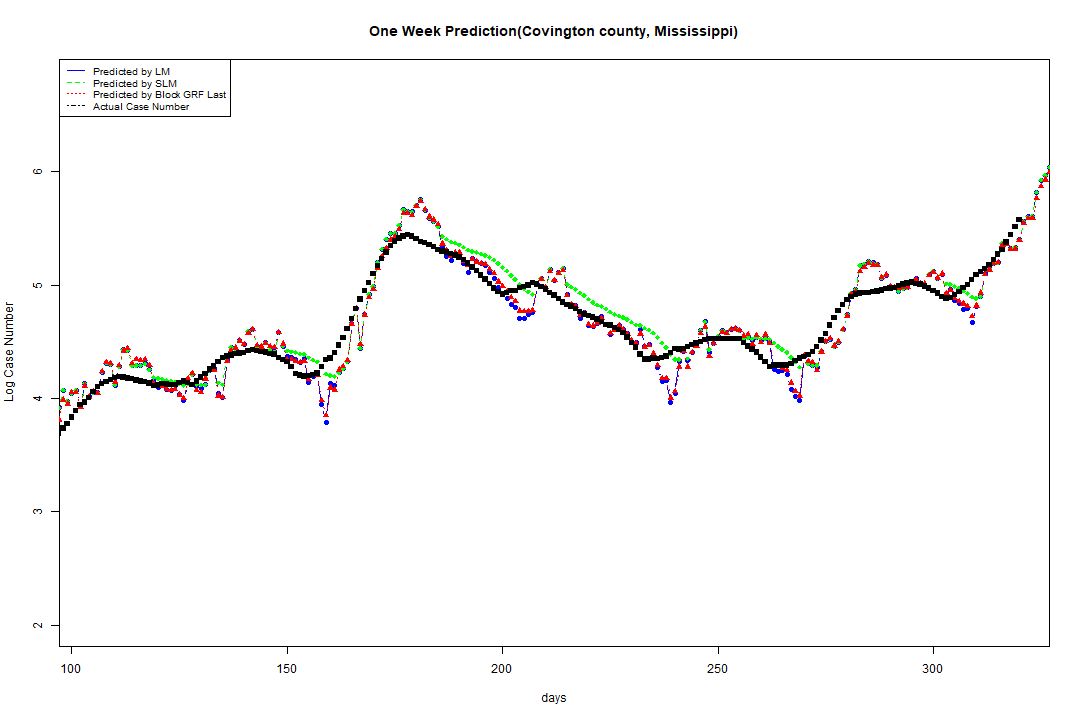 One Week Prediction(Covington county, Mississippi)
Predicted by LM
Predicted by SLM
Predicted by Block GRF Last
Actual Case Number
Log Case Number
6
5
4
3
2
100 150 200 250 300
days